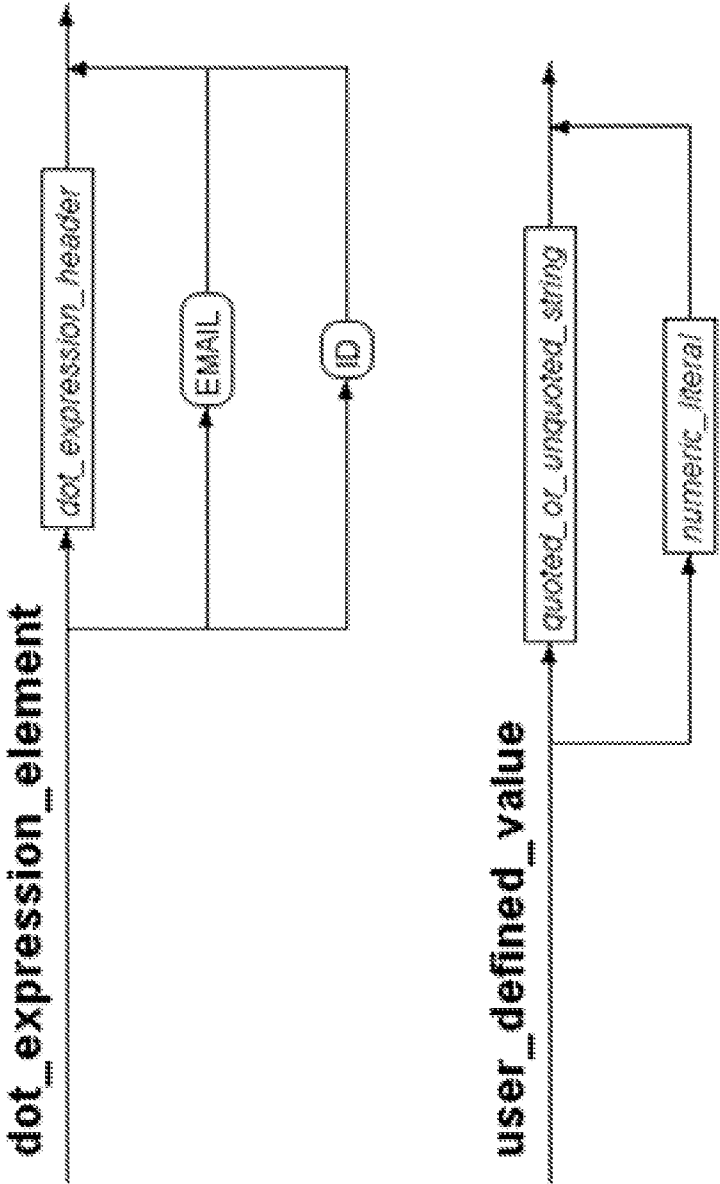 dot_expression_element
dot_expression_header
EMAIL
ID
user_defined_value
quoted_or_unquoted_string
numeric_literal